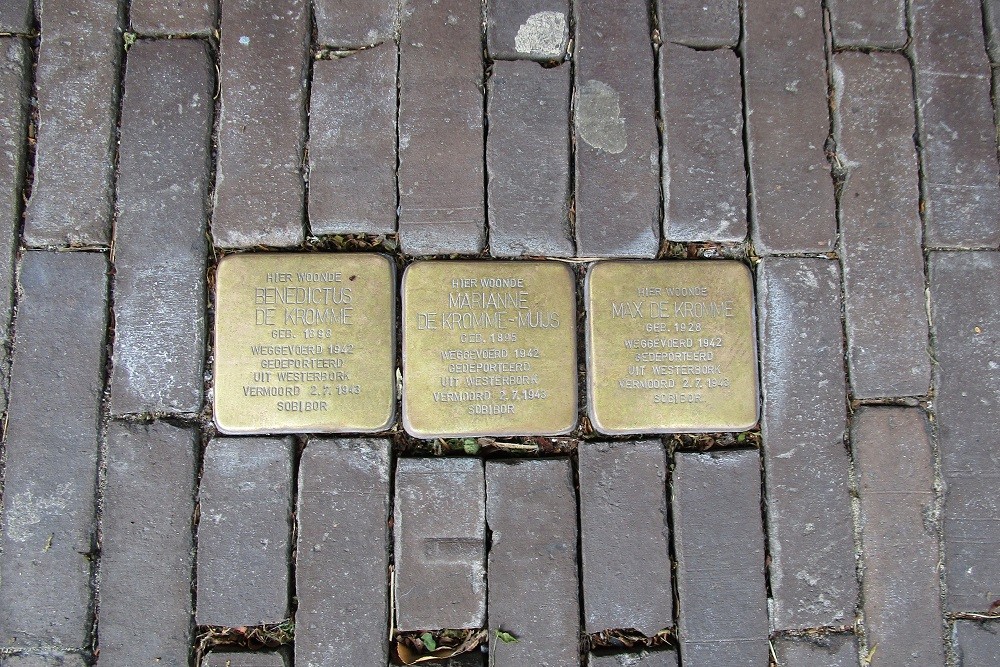 HIER WOONDE
BENEDICTUS
DE KROMME
GEB. 1898
WEGGEVOERD 1942
GEDEPORTEERD
UIT WESTERBORK
VERMOORD 2.7.1943
SOBIBOR
HIER WOONDE
MARIANNE
DE KROMME-MUIJS
GEB. 1895
WEGGEVOERD 1942
GEDEPORTEERD
UIT WESTERBORK
VERMOORD 2.7.1943
SOBIBOR
HIER WOONDE
MAX DE KROMME
GEB. 1928
WEGGEVOERD 1942
GEDEPORTEERD
UIT WESTERBORK
VERMOORD 2.7.1943
SOBIBOR